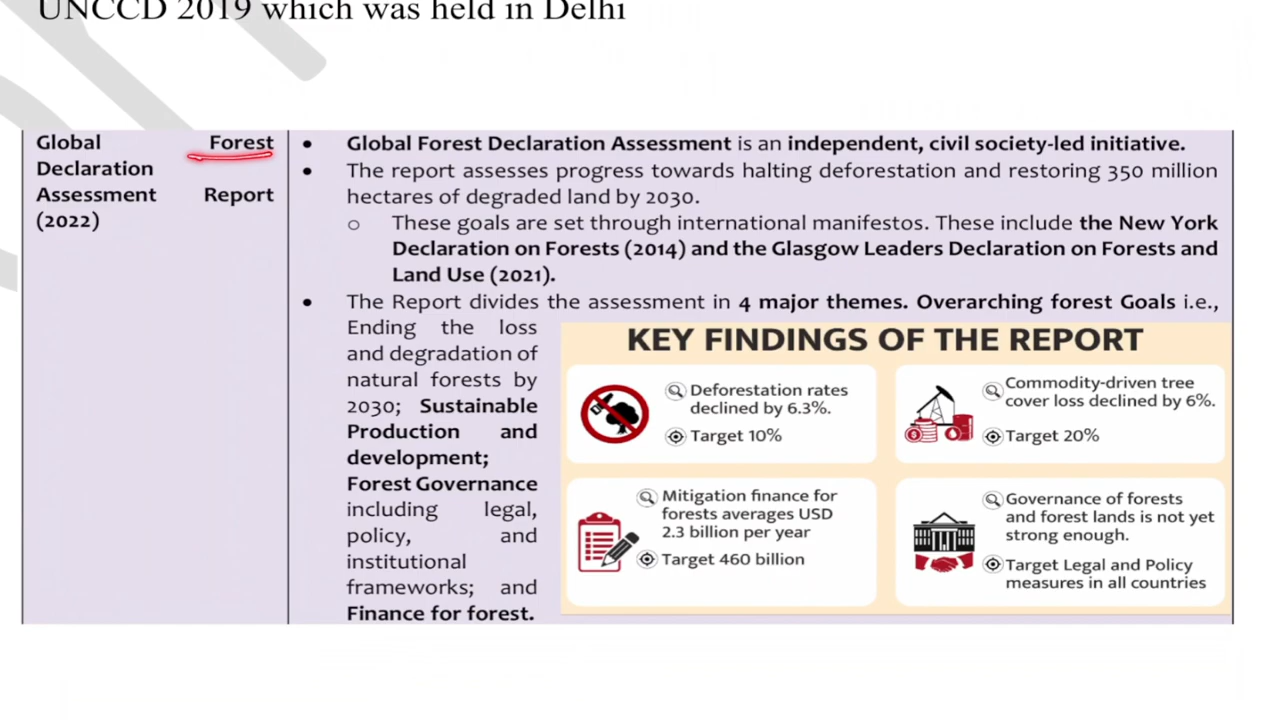 UNCCD 2019 which was held in Delhi
Global Forest
Declaration
Assessment Report
(2022)
• Global Forest Declaration Assessment is an independent, civil society-led initiative.
• The report assesses progress towards halting deforestation and restoring 350 million
hectares of degraded land by 2030.
o These goals are set through international manifestos. These include the New York
Declaration on Forests (2014) and the Glasgow Leaders Declaration on Forests and
Land Use (2021).
• The Report divides the assessment in 4 major themes. Overarching forest Goals i.e.,
Ending the loss
and degradation of
natural forests by
2030; Sustainable
Production and
development;
Forest Governance
including legal,
policy, and
institutional
frameworks; and
Finance for forest.
KEY FINDINGS OF THE REPORT
Deforestation rates
declined by 6.3%.
Target 10%
Commodity-driven tree
cover loss declined by 6%.
Target 20%
Mitigation finance for
forests averages USD
2.3 billion per year
Target 460 billion
Governance of forests
and forest lands is not yet
strong enough.
Target Legal and Policy
measures in all countries